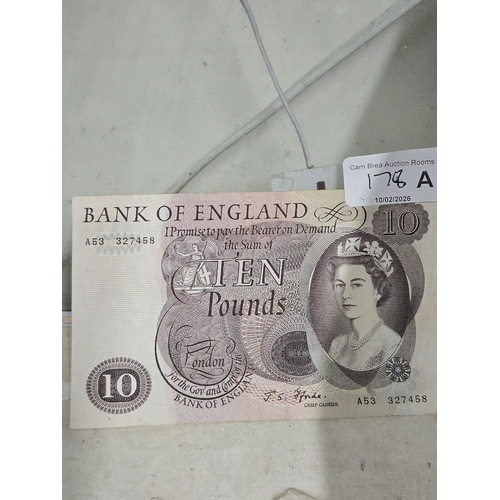 Cam Brea Auction Rooms
178 A
10/02/2026
BANK OF ENGLAND
I Promise to pay the Bearer on Demand
the Sum of
A53 327458
10
TEN
Pounds
London
for the Govr and Compa of the
BANK OF ENGLAND
10
CHIEF CASHIER
A53 327458